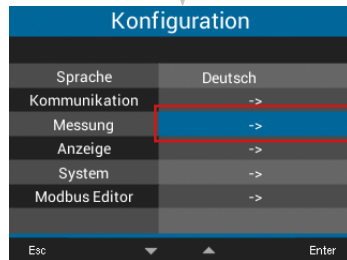 Konfiguration
Sprache Deutsch
Kommunikation ->
Messung ->
Anzeige ->
System ->
Modbus Editor ->
Esc Enter